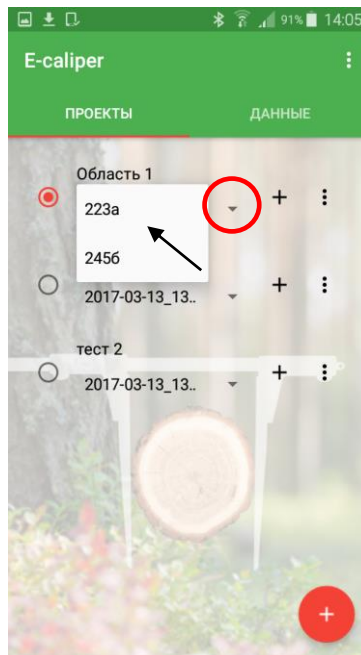 91% 14:05
E-caliper
ПРОЕКТЫ ДАННЫЕ
Область 1
223а
245б
2017-03-13_13..
тест 2
2017-03-13_13..